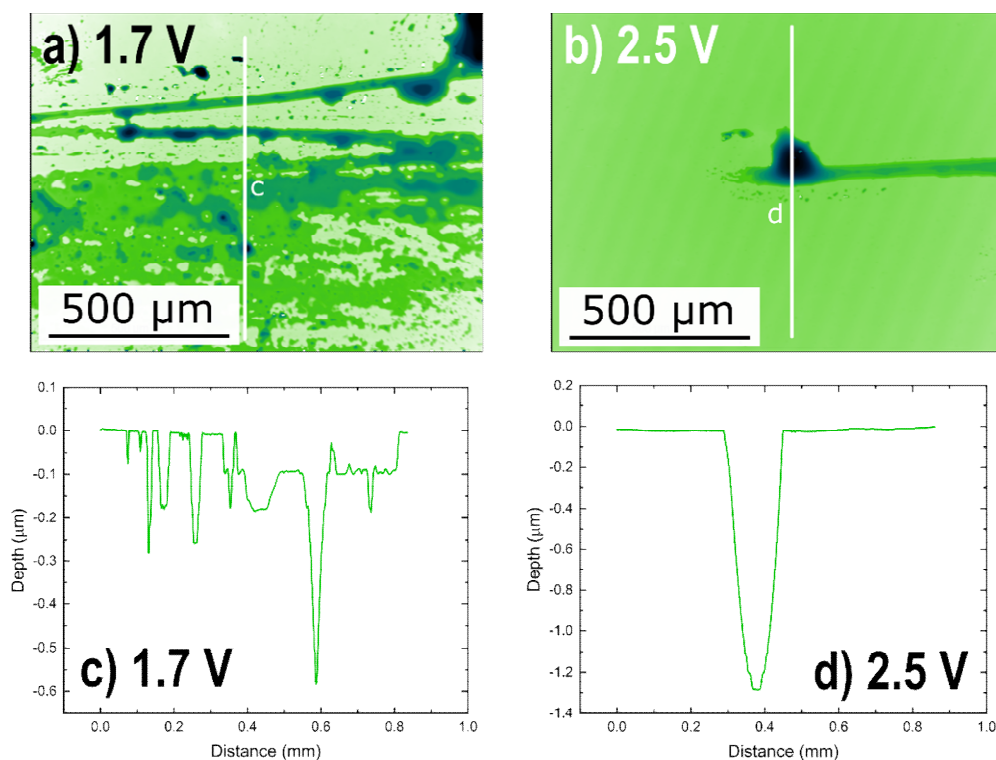 a) 1.7 V
c
500 μm
b) 2.5 V
d
500 μm
0.1
0.0
-0.1
-0.2
-0.3
-0.4
-0.5
-0.6
Depth (μm)
c) 1.7 V
0.0 0.2 0.4 0.6 0.8 1.0
Distance (mm)
0.2
0.0
-0.2
-0.4
-0.6
-0.8
-1.0
-1.2
-1.4
Depth (μm)
d) 2.5 V
0.0 0.2 0.4 0.6 0.8 1.0
Distance (mm)